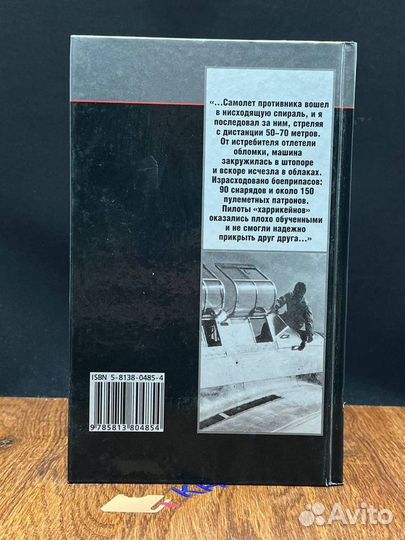 «...Самолет противника вошел
в нисходящую спираль, и я
последовал за ним, стреляя
с дистанции 50–70 метров.
От истребителя отлетели
обломки, машина
закружилась в штопоре
и вскоре исчезла в облаках.
Израсходовано боеприпасов:
90 снарядов и около 150
пулеметных патронов.
Пилоты «харрикейнов»
оказались плохо обученными
и не смогли надежно
прикрыть друг друга...»
ISBN 5-8138-0485-4
9 785813 804854
Avito